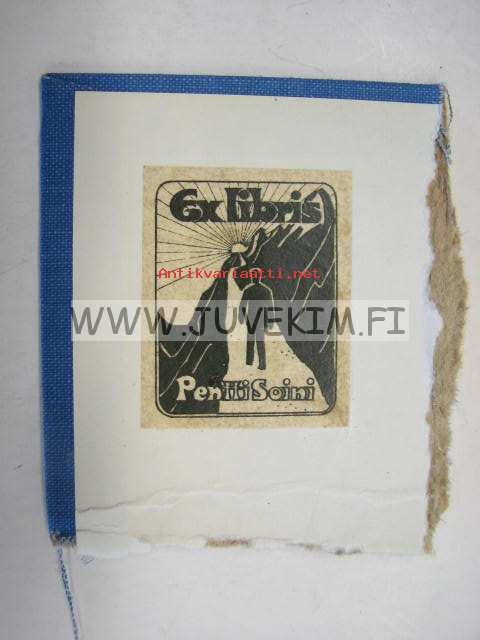 Ex libris
Antikvariaatti.net
WWW.JUVEKIM.FI
Pentti Soini